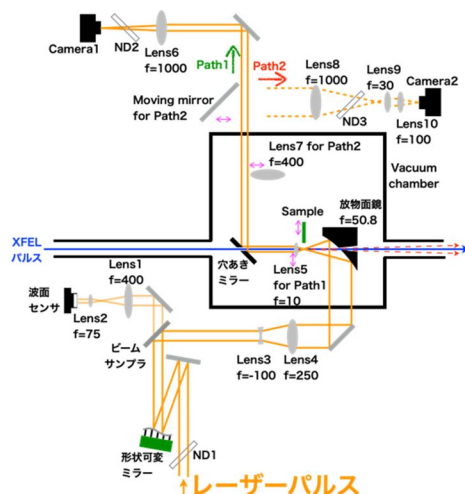 Camera1
ND2
Lens6
f=1000
Path1
Path2
Lens8
f=1000
Lens9
f=30
Camera2
ND3
Lens10
f=100
Moving mirror
for Path2
Lens7 for Path2
f=400
Vacuum
chamber
Sample
放物面鏡
f=50.8
XFEL
パルス
穴あき
ミラー
Lens5
for Path1
f=10
Lens1
f=400
波面
センサ
Lens2
f=75
ビーム
サンプラ
Lens3
f=-100
Lens4
f=250
形状可変
ミラー
ND1
↑レーザーパルス